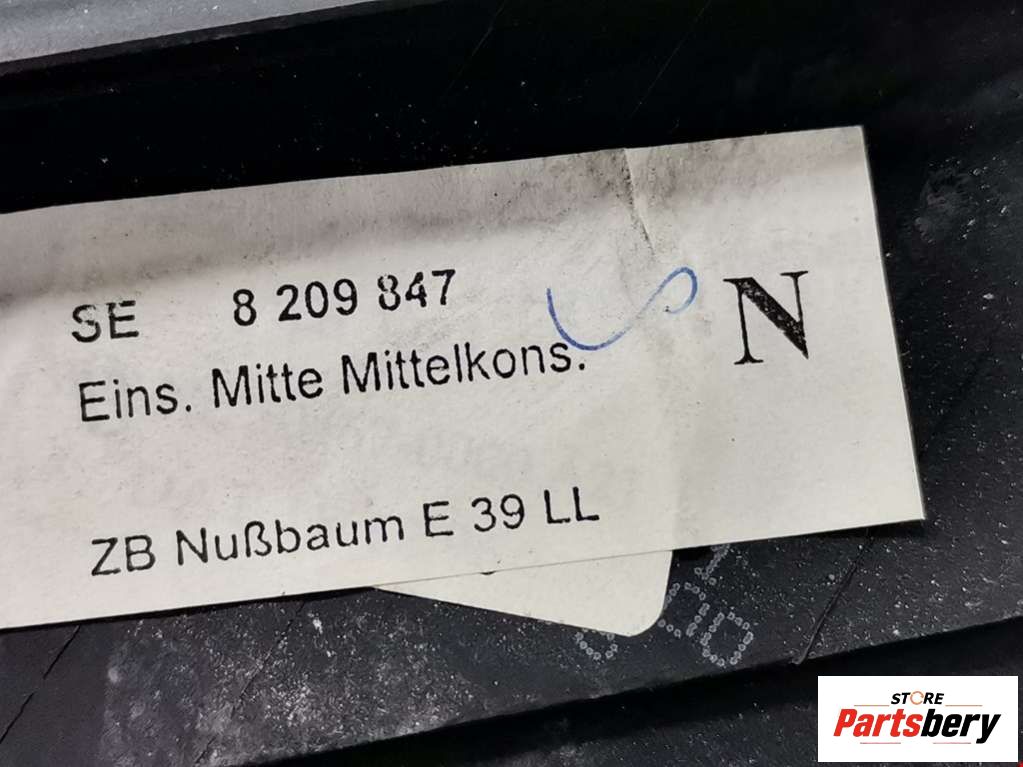 SE 8 209 847
N
Eins. Mitte Mittelkons.
ZB Nußbaum E 39 LL
STORE
Partsbery